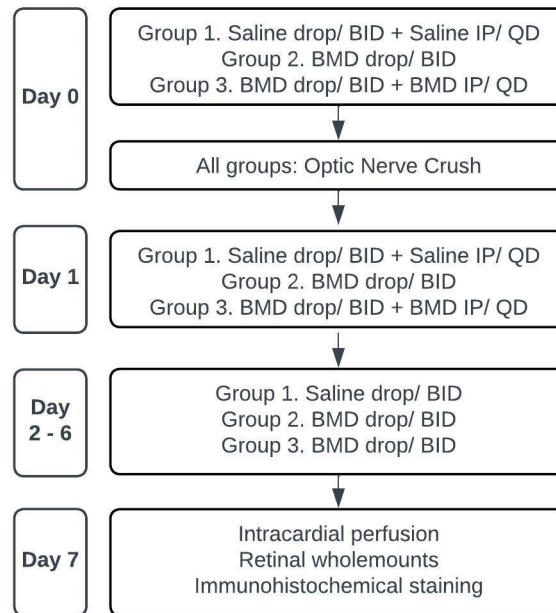 Day 0
Group 1. Saline drop/ BID + Saline IP/ QD
Group 2. BMD drop/ BID
Group 3. BMD drop/ BID + BMD IP/ QD
All groups: Optic Nerve Crush
Day 1
Group 1. Saline drop/ BID + Saline IP/ QD
Group 2. BMD drop/ BID
Group 3. BMD drop/ BID + BMD IP/ QD
Day
2 - 6
Group 1. Saline drop/ BID
Group 2. BMD drop/ BID
Group 3. BMD drop/ BID
Day 7
Intracardial perfusion
Retinal wholemounts
Immunohistochemical staining